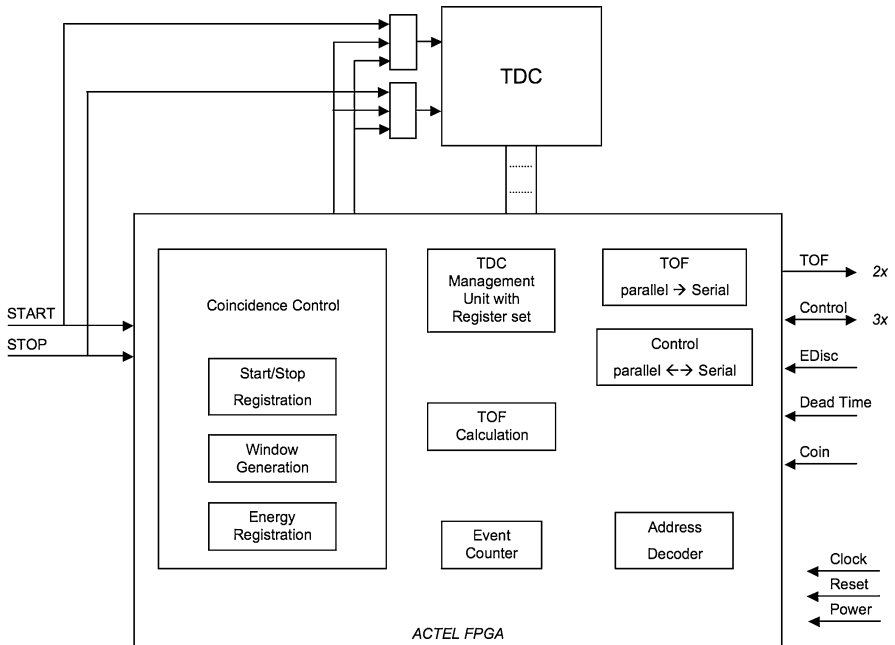 TDC
START
STOP
Coincidence Control
Start/Stop
Registration
Window
Generation
Energy
Registration
TDC
Management
Unit with
Register set
TOF
Calculation
Event
Counter
TOF
parallel → Serial
Control
parallel ←→ Serial
Address
Decoder
ACTEL FPGA
TOF 2x
Control 3x
EDisc
Dead Time
Coin
Clock
Reset
Power